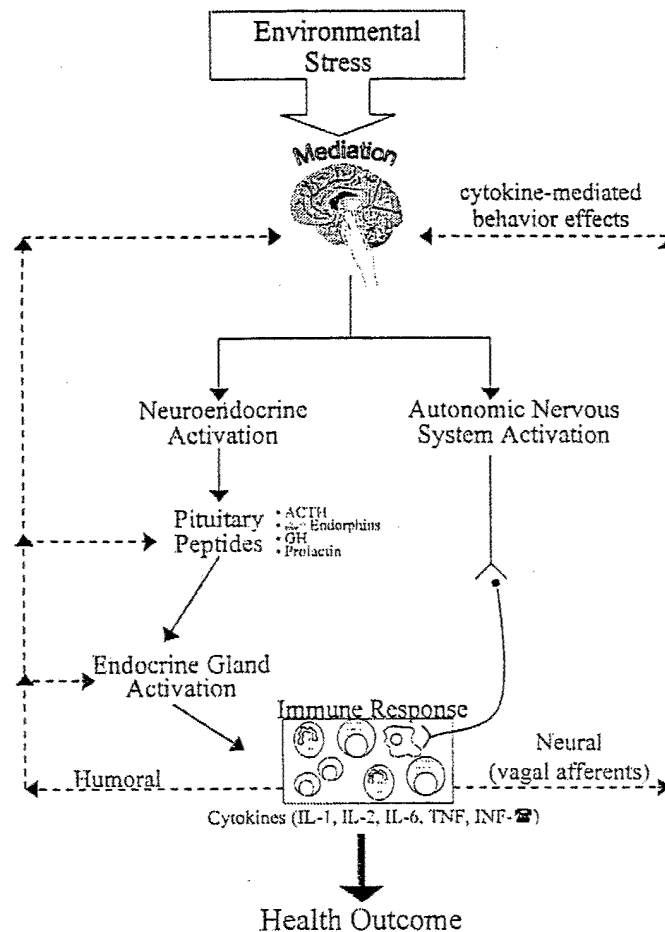 Environmental
Stress
Mediation
cytokine-mediated
behavior effects
Neuroendocrine
Activation
Autonomic Nervous
System Activation
Pituitary
Peptides
• ACTH
• Endorphins
• GH
• Prolactin
Endocrine Gland
Activation
Immune Response
Humoral
Neural
(vagal afferents)
Cytokines (IL-1, IL-2, IL-6, TNF, INF-☎)
Health Outcome